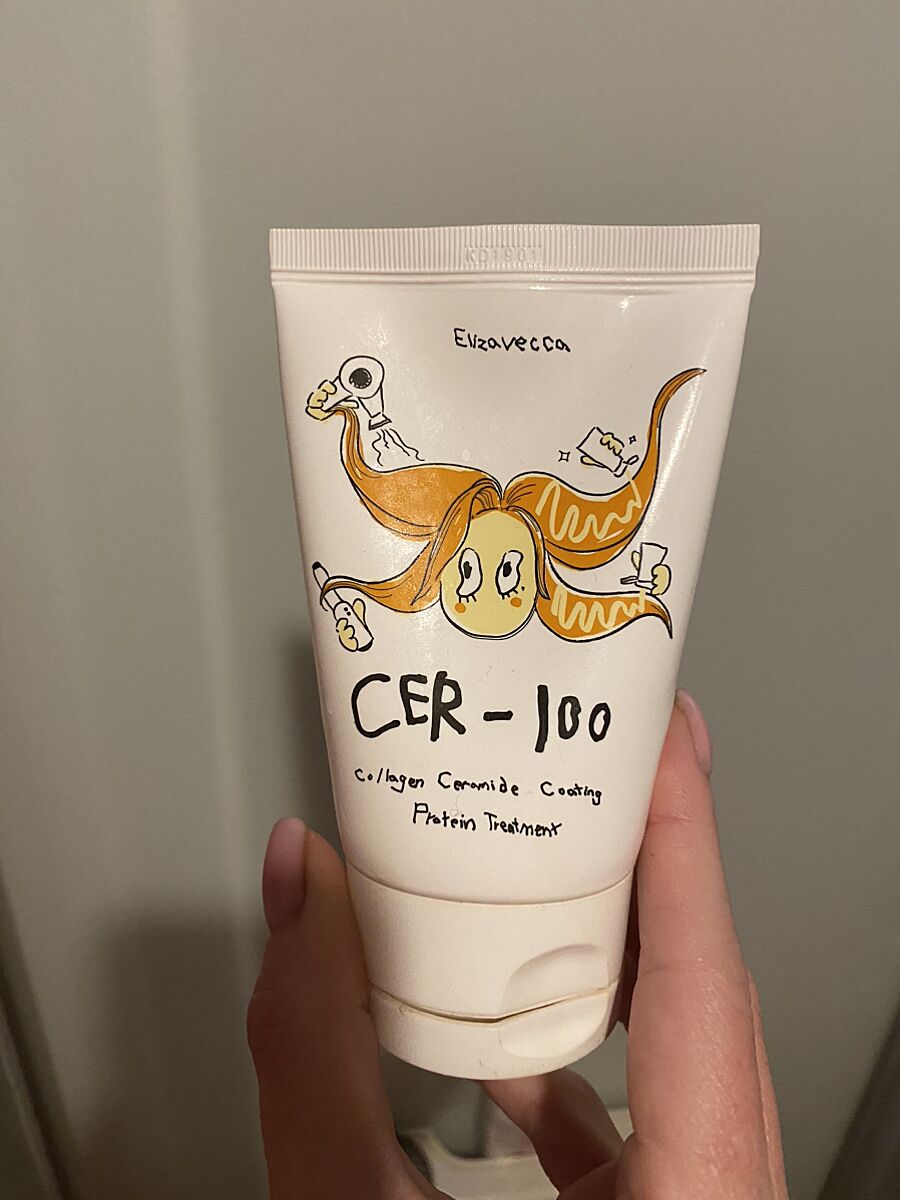 Elizavecca
CER-100
Collagen Ceramide Coating
Protein Treatment